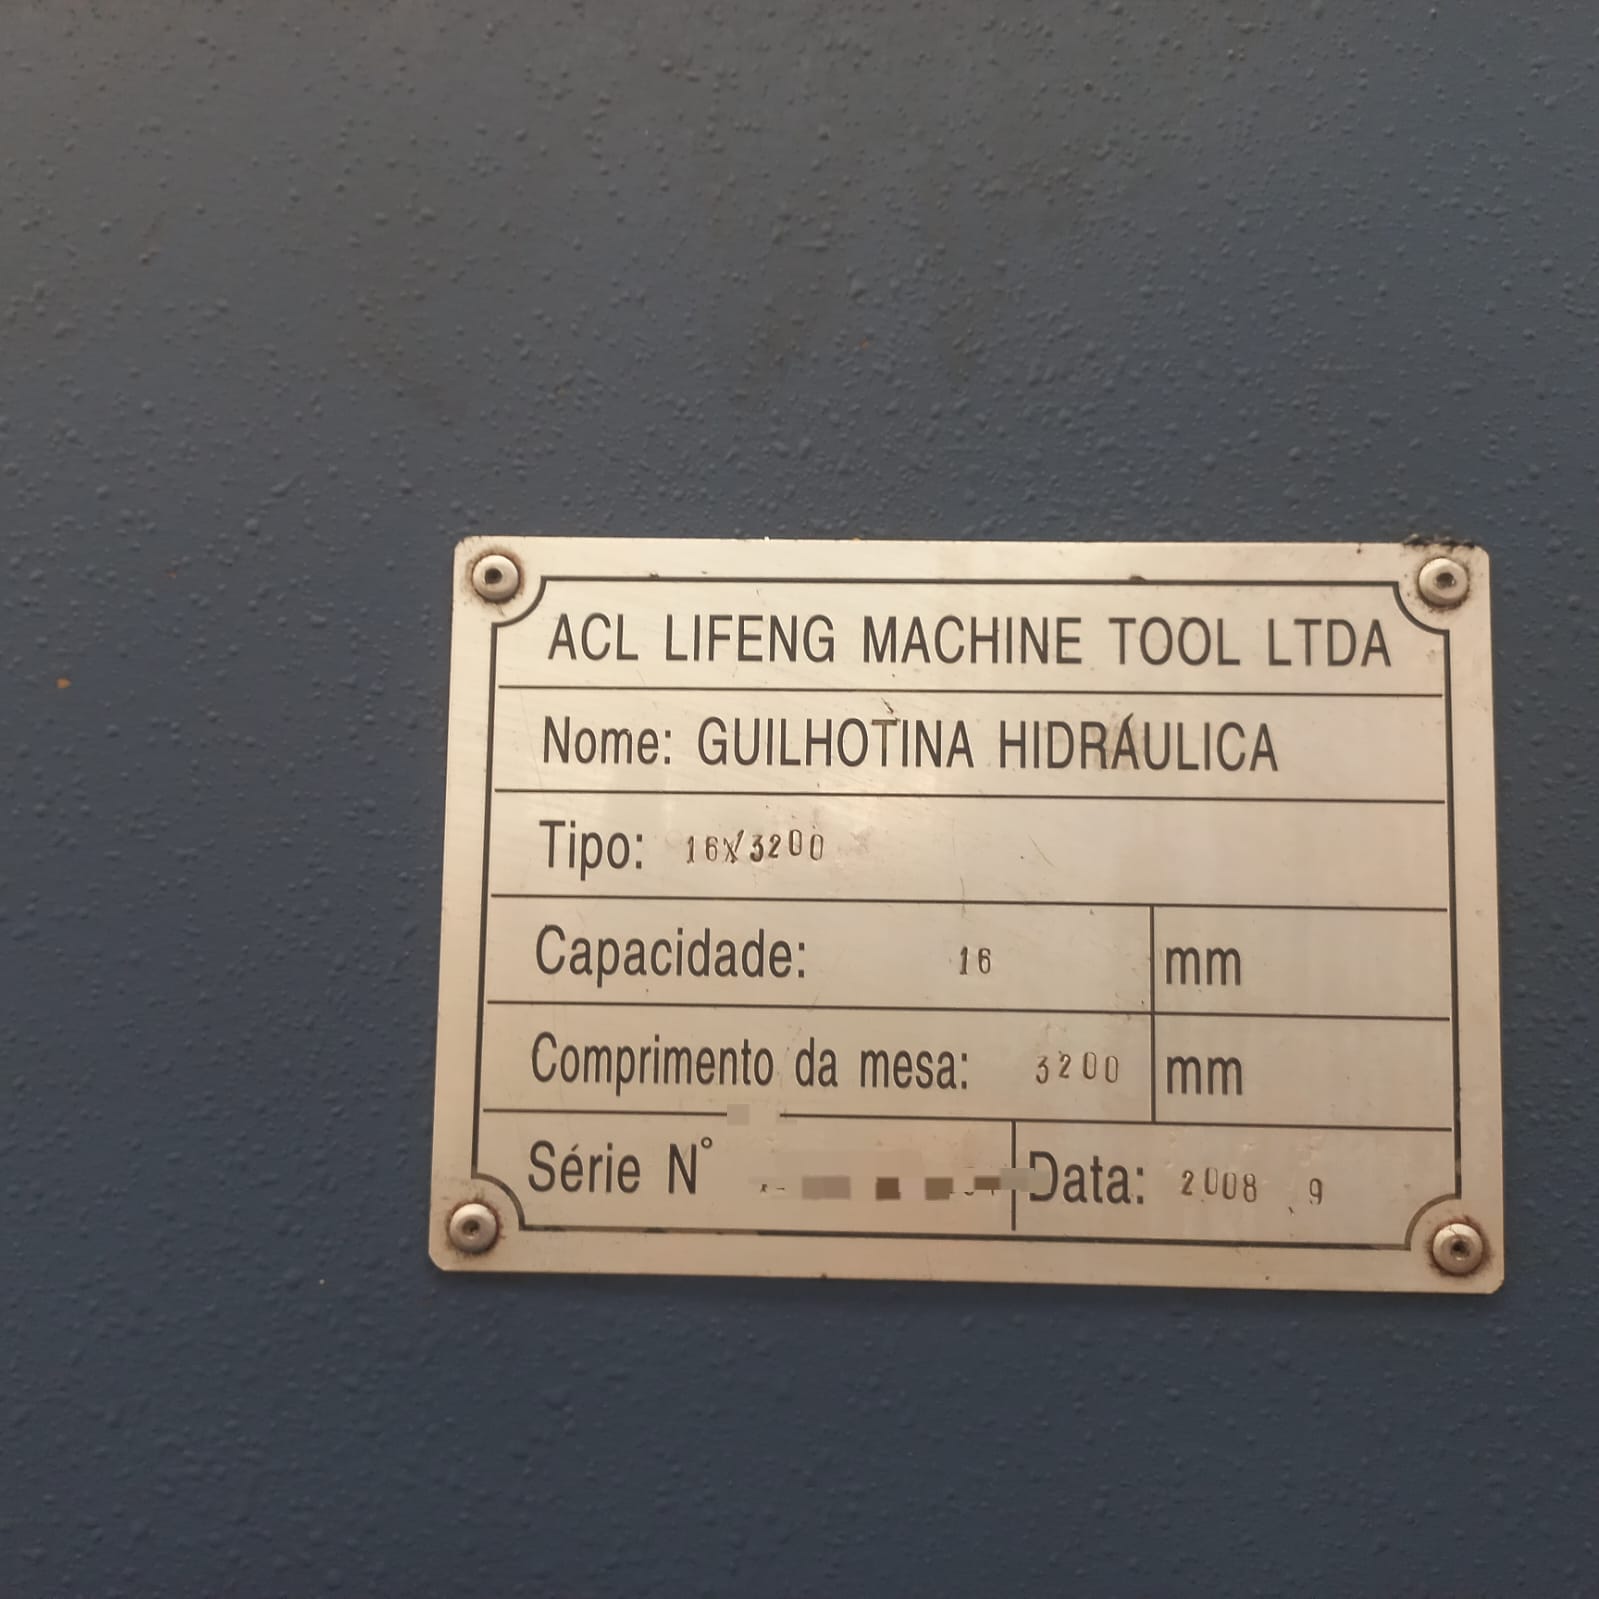 ACL LIFENG MACHINE TOOL LTDA
Nome: GUILHOTINA HIDRÁULICA
Tipo: 16X3200
Capacidade: 16 mm
Comprimento da mesa: 3200 mm
Série N° Data: 2008 . 9